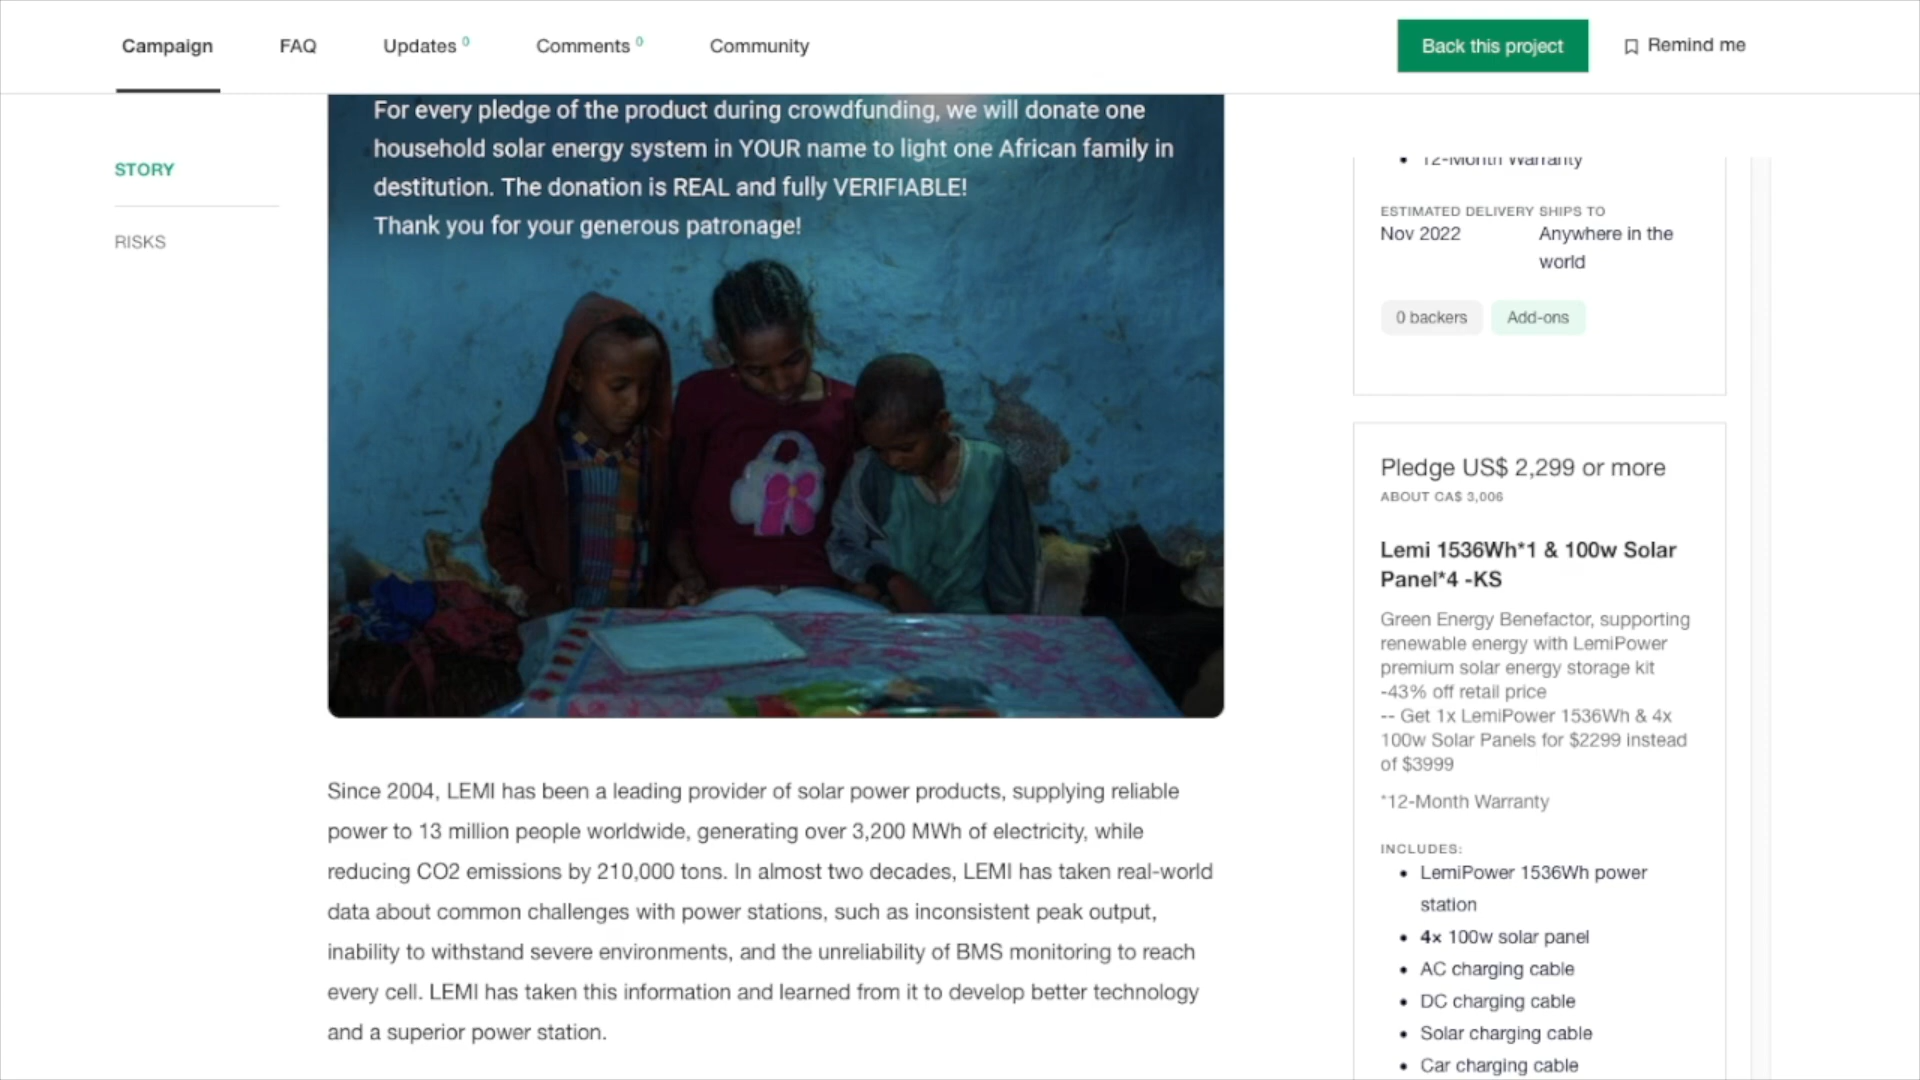 Campaign
FAQ
Updates 0
Comments 0
Community
Back this project
Remind me
STORY
RISKS
For every pledge of the product during crowdfunding, we will donate one
household solar energy system in YOUR name to light one African family in
destitution. The donation is REAL and fully VERIFIABLE!
Thank you for your generous patronage!
Since 2004, LEMI has been a leading provider of solar power products, supplying reliable
power to 13 million people worldwide, generating over 3,200 MWh of electricity, while
reducing CO2 emissions by 210,000 tons. In almost two decades, LEMI has taken real-world
data about common challenges with power stations, such as inconsistent peak output,
inability to withstand severe environments, and the unreliability of BMS monitoring to reach
every cell. LEMI has taken this information and learned from it to develop better technology
and a superior power station.
• 12-Month Warranty
ESTIMATED DELIVERY SHIPS TO
Nov 2022 Anywhere in the
world
0 backers
Add-ons
Pledge US$ 2,299 or more
ABOUT CA$ 3,006
Lemi 1536Wh*1 & 100w Solar
Panel*4 -KS
Green Energy Benefactor, supporting
renewable energy with LemiPower
premium solar energy storage kit
-43% off retail price
-- Get 1x LemiPower 1536Wh & 4x
100w Solar Panels for $2299 instead
of $3999
*12-Month Warranty
INCLUDES:
• LemiPower 1536Wh power
station
• 4× 100w solar panel
• AC charging cable
• DC charging cable
• Solar charging cable
• Car charging cable